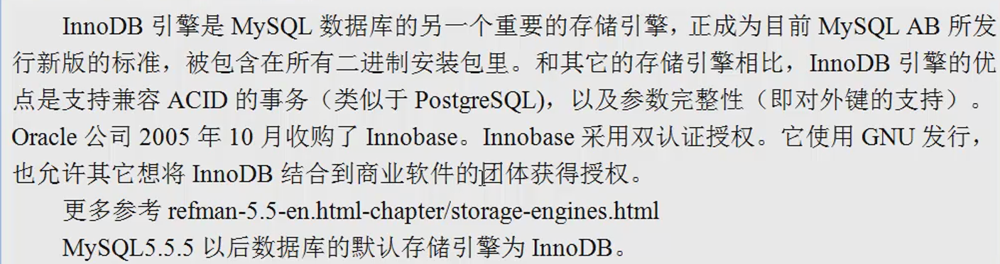 InnoDB 引擎是 MySQL 数据库的另一个重要的存储引擎，正成为目前 MySQL AB 所发
行新版的标准，被包含在所有二进制安装包里。和其它的存储引擎相比，InnoDB 引擎的优
点是支持兼容 ACID 的事务（类似于 PostgreSQL)，以及参数完整性（即对外键的支持）。
Oracle 公司 2005 年 10 月收购了 Innobase。Innobase 采用双认证授权。它使用 GNU 发行，
也允许其它想将 InnoDB 结合到商业软件的团体获得授权。
更多参考 refman-5.5-en.html-chapter/storage-engines.html
MySQL5.5.5 以后数据库的默认存储引擎为 InnoDB。